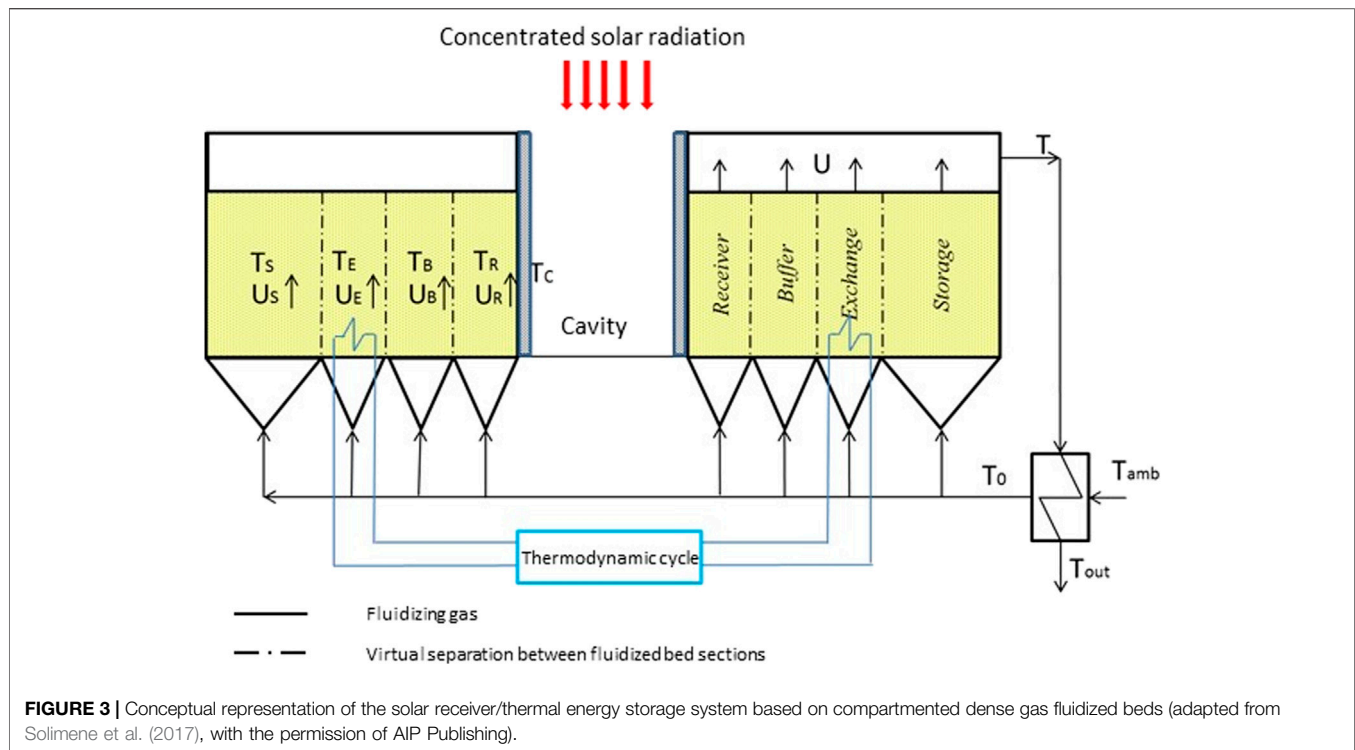 Concentrated solar radiation
T
U
TS TE TB TR
US UE UB UR
TC
Receiver
Buffer
Exchange
Storage
Cavity
T0
Tamb
Thermodynamic cycle
Tout
Fluidizing gas
Virtual separation between fluidized bed sections
FIGURE 3 | Conceptual representation of the solar receiver/thermal energy storage system based on compartmented dense gas fluidized beds (adapted from
Solimene et al. (2017), with the permission of AIP Publishing).